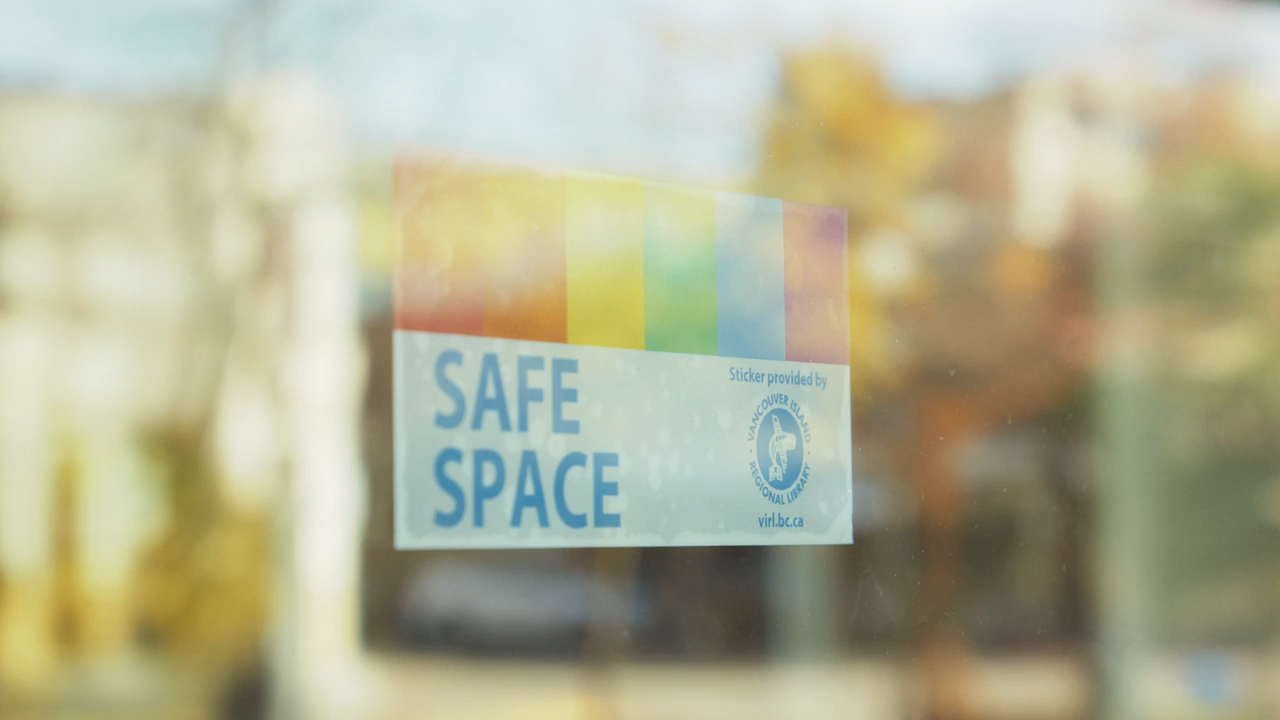 SAFE
SPACE
Sticker provided by
VANCOUVER ISLAND
REGIONAL LIBRARY
virl.bc.ca